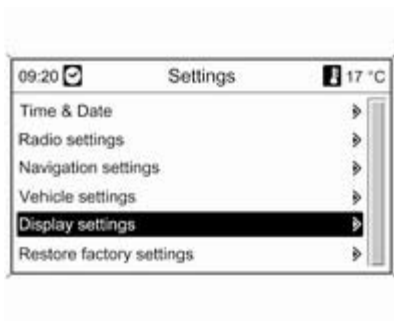 09:20 Settings 17 °C
Time & Date
Radio settings
Navigation settings
Vehicle settings
Display settings
Restore factory settings